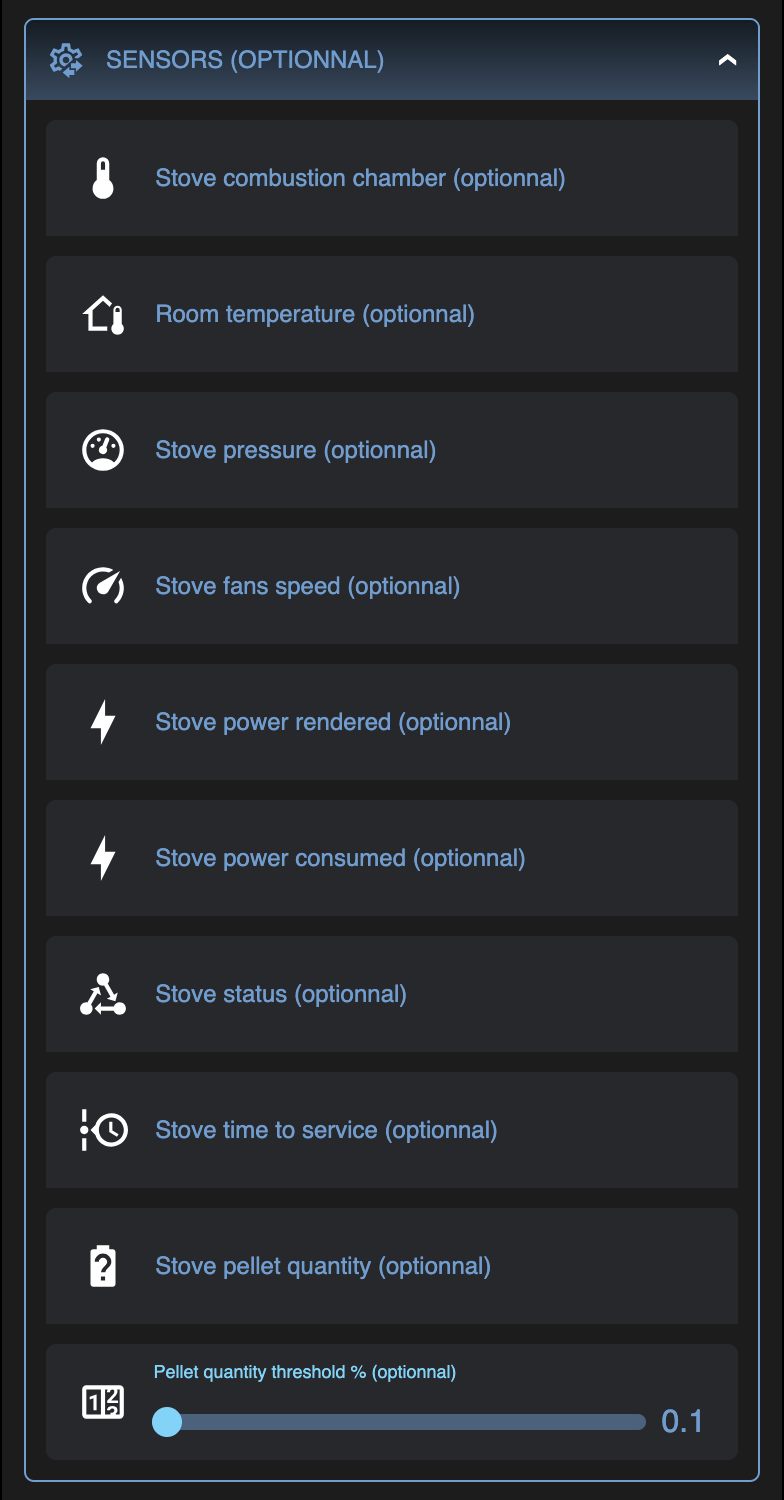 SENSORS (OPTIONNAL)
Stove combustion chamber (optionnal)
Room temperature (optionnal)
Stove pressure (optionnal)
Stove fans speed (optionnal)
Stove power rendered (optionnal)
Stove power consumed (optionnal)
Stove status (optionnal)
Stove time to service (optionnal)
Stove pellet quantity (optionnal)
Pellet quantity threshold % (optionnal)
0.1